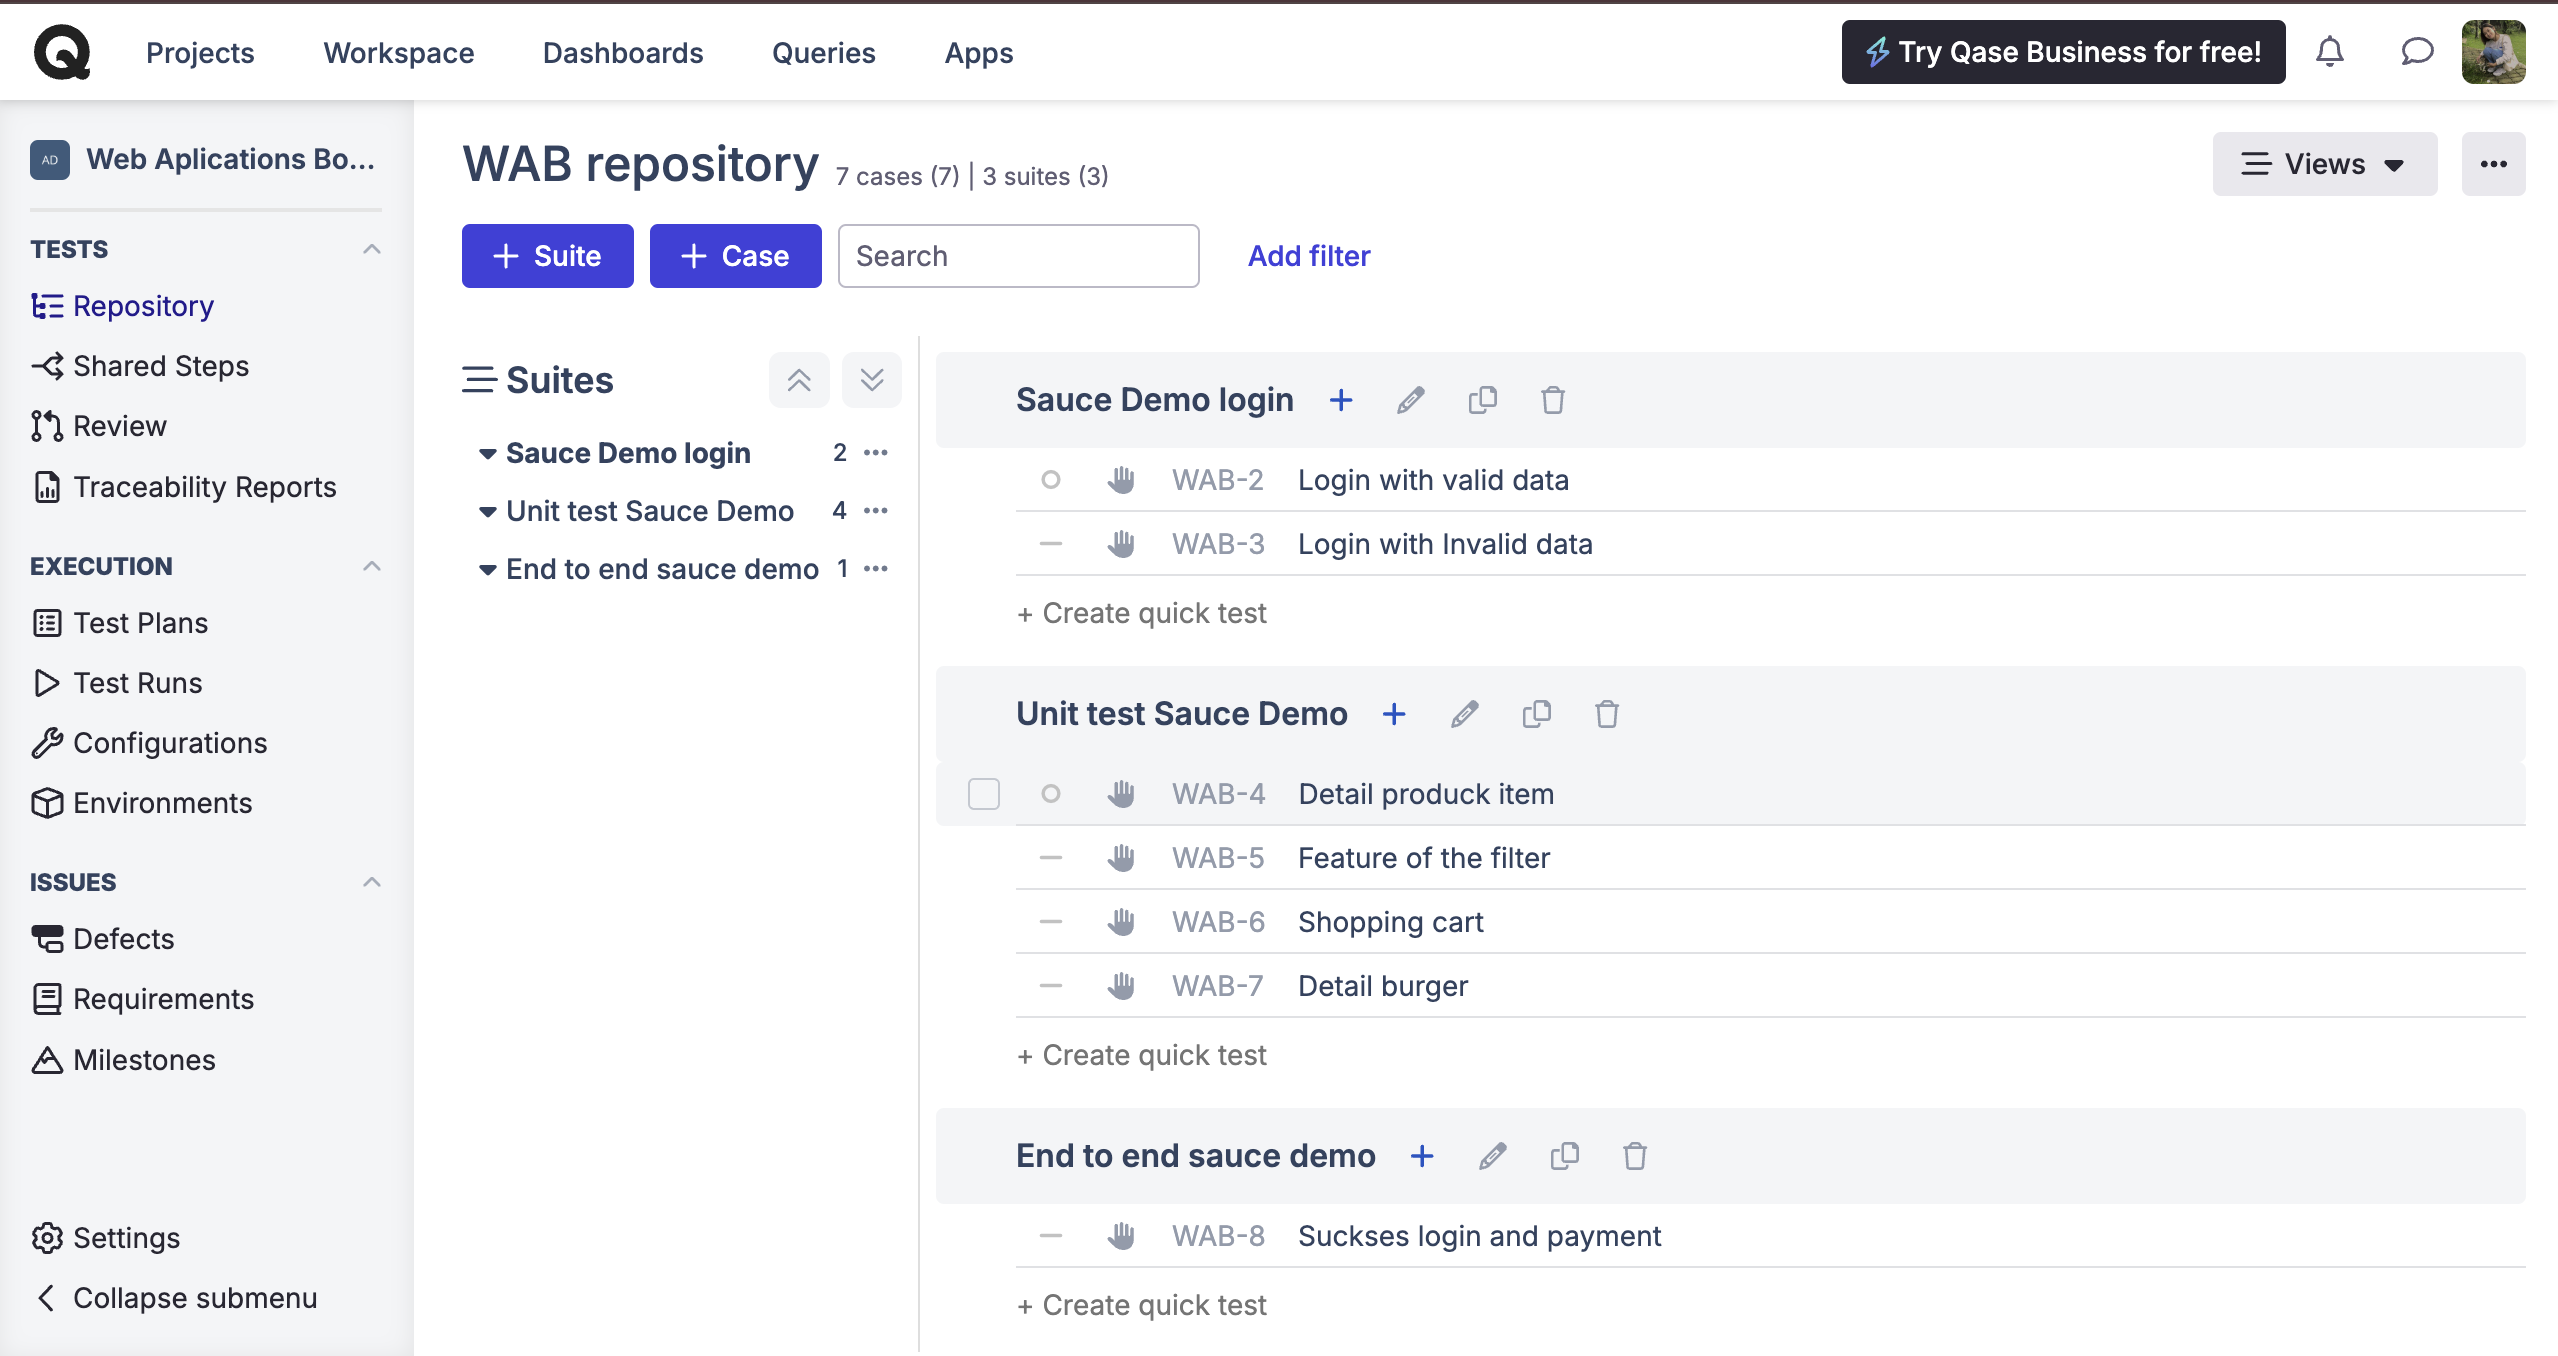 Projects Workspace Dashboards Queries Apps Try Qase Business for free!
AD Web Aplications Bo...
TESTS
Repository
Shared Steps
Review
Traceability Reports
EXECUTION
Test Plans
Test Runs
Configurations
Environments
ISSUES
Defects
Requirements
Milestones
Settings
Collapse submenu
WAB repository 7 cases (7) | 3 suites (3)
Views
+ Suite + Case Search Add filter
Suites
Sauce Demo login 2
Unit test Sauce Demo 4
End to end sauce demo 1
Sauce Demo login
WAB-2 Login with valid data
WAB-3 Login with Invalid data
+ Create quick test
Unit test Sauce Demo
WAB-4 Detail produck item
WAB-5 Feature of the filter
WAB-6 Shopping cart
WAB-7 Detail burger
+ Create quick test
End to end sauce demo
WAB-8 Suckses login and payment
+ Create quick test